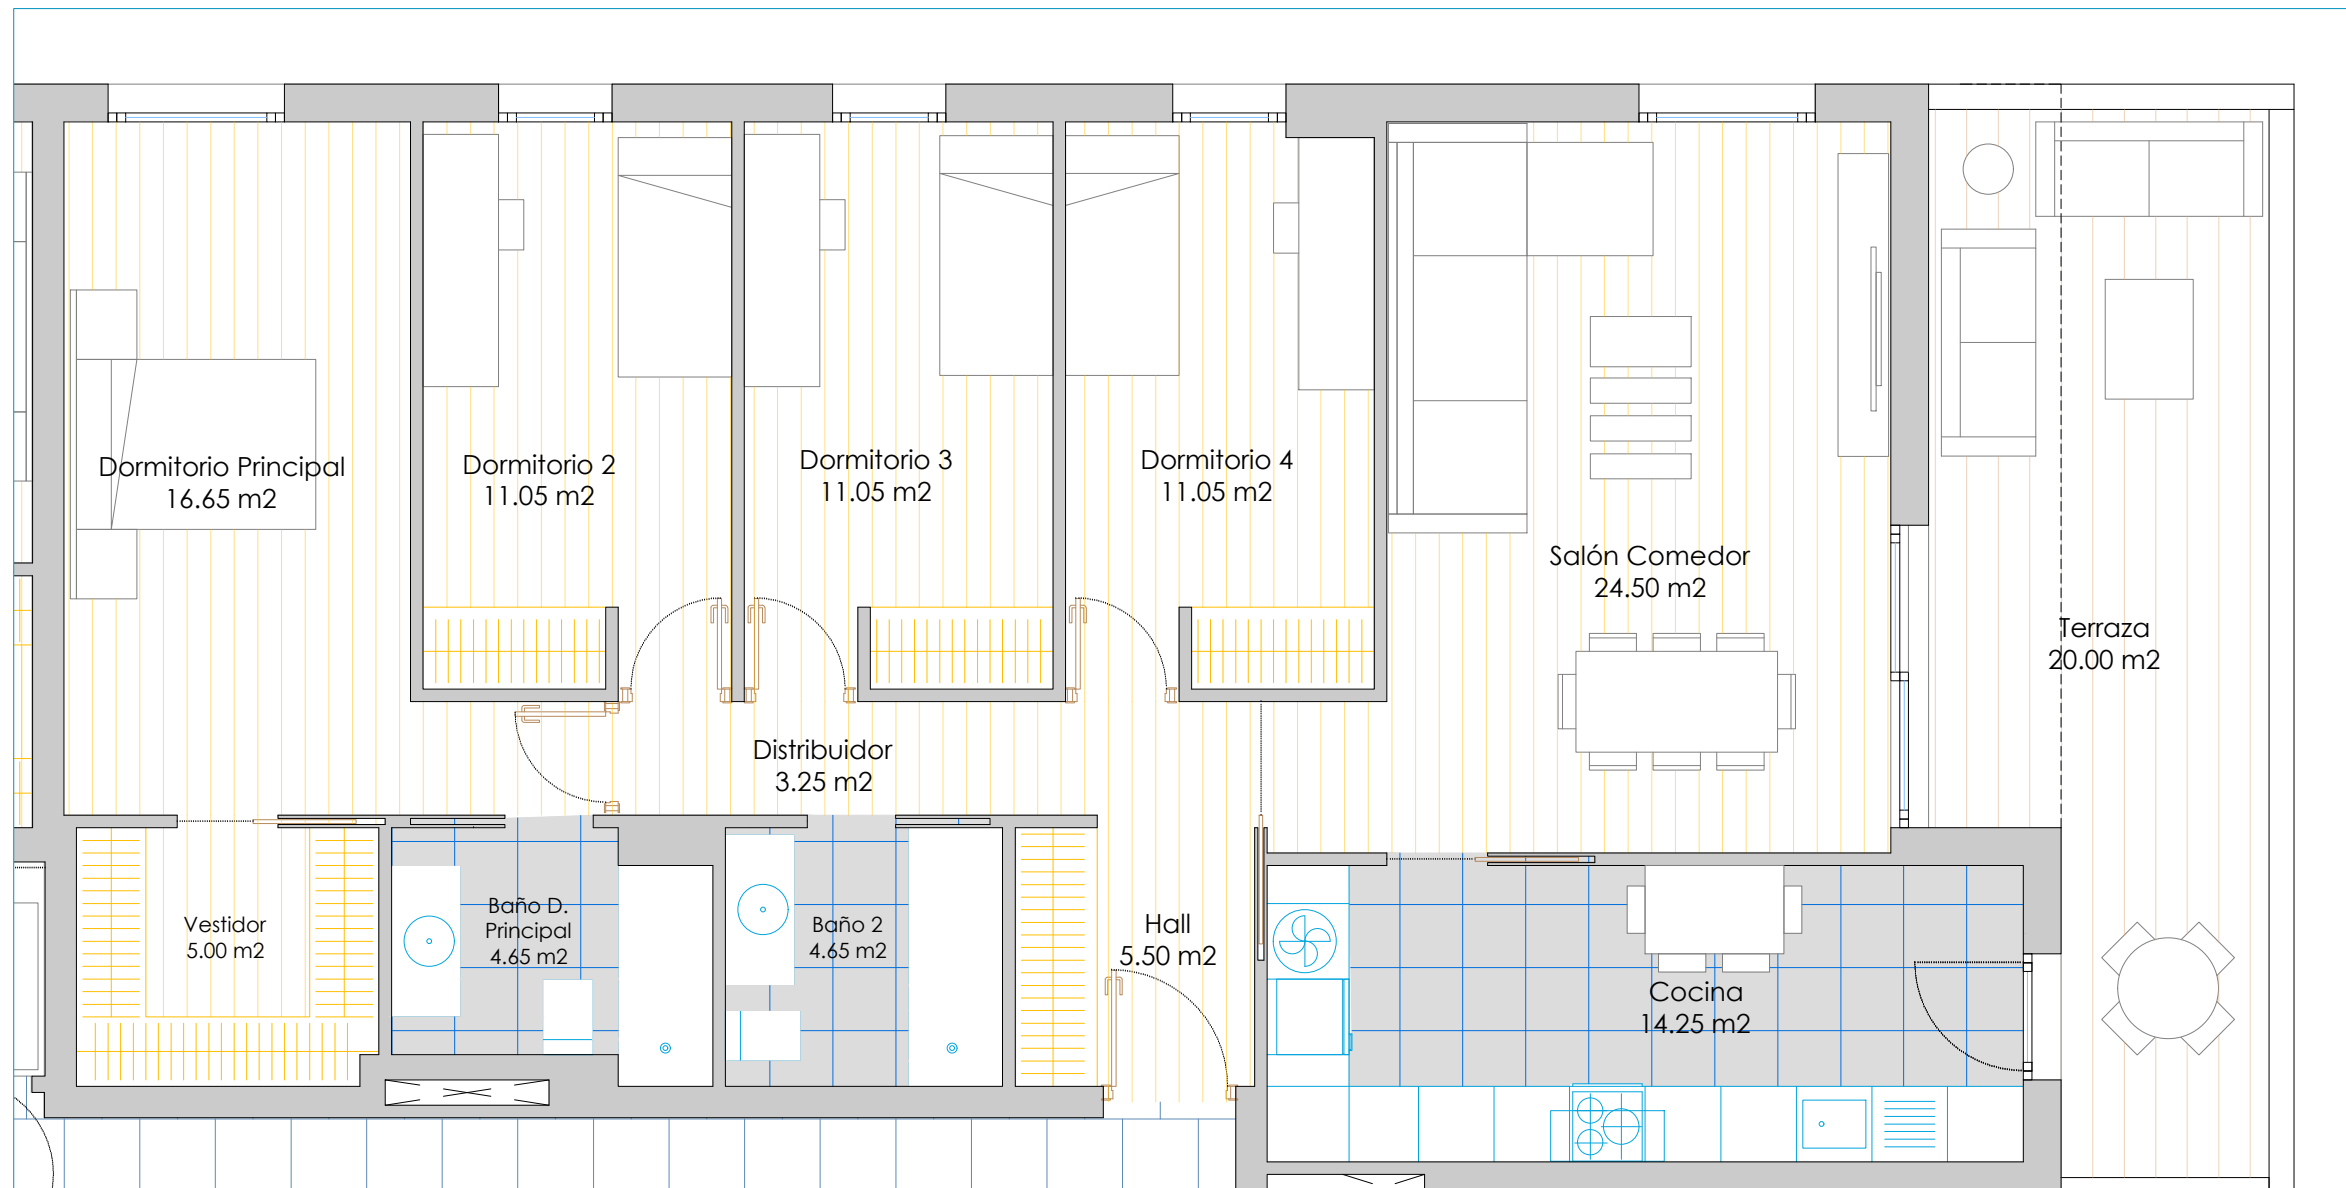 Dormitorio Principal
16.65 m2
Dormitorio 2
11.05 m2
Dormitorio 3
11.05 m2
Dormitorio 4
11.05 m2
Salón Comedor
24.50 m2
Terraza
20.00 m2
Distribuidor
3.25 m2
Vestidor
5.00 m2
Baño D.
Principal
4.65 m2
Baño 2
4.65 m2
Hall
5.50 m2
Cocina
14.25 m2